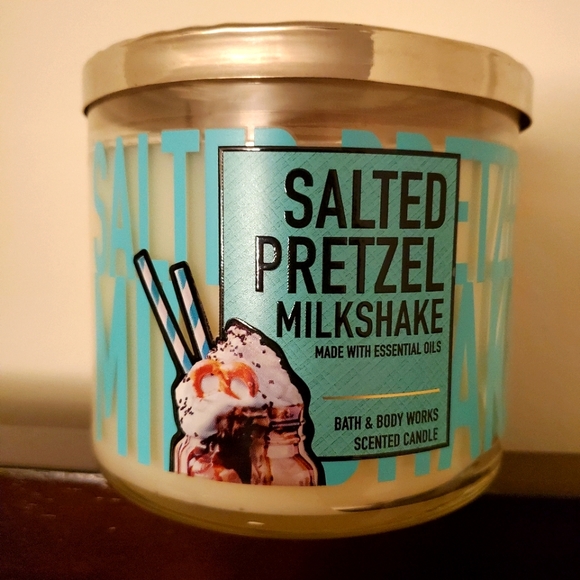 SALTED
PRETZEL
MILKSHAKE
MADE WITH ESSENTIAL OILS
BATH & BODY WORKS
SCENTED CANDLE